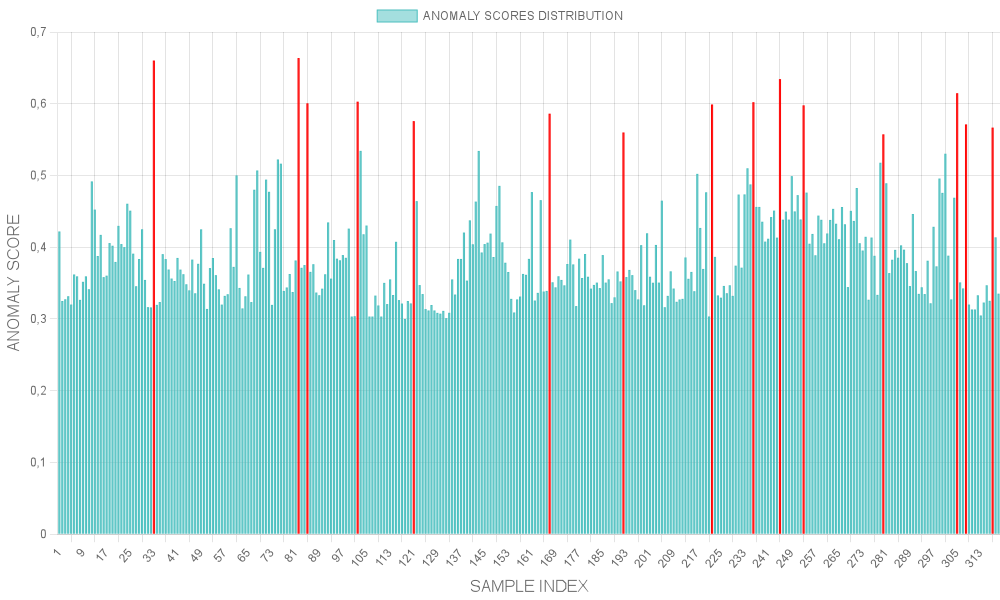 ANOMALY SCORES DISTRIBUTION
0,7
0,6
0,5
0,4
0,3
0,2
0,1
0
ANOMALY SCORE
1 9 17 25 33 41 49 57 65 73 81 89 97 105 113 121 129 137 145 153 161 169 177 185 193 201 209 217 225 233 241 249 257 265 273 281 289 297 305 313
SAMPLE INDEX